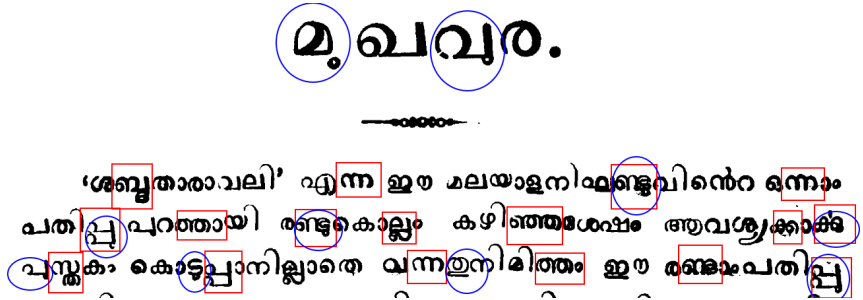 മുഖവുര.
‘ശബ്ദതാരാവലി’ എന്ന ഈ മലയാളനിഘണ്ടുവിൻെറ ഒന്നാം
പതിപ്പു പുറത്തായി രണ്ടുകൊല്ലം കഴിഞ്ഞശേഷം ആവശ്യക്കാൎക്കു
പുസ്തകം കൊടുപ്പാനില്ലാതെ വന്നതുനിമിത്തം ഈ രണ്ടാംപതിപ്പു